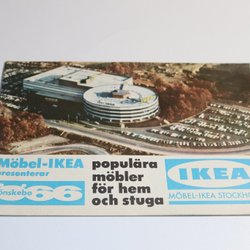 Möbel-IKEA
presenterar
önskebo 66
populära
möbler
för hem
och stuga
IKEA
MÖBEL-IKEA STOCKH